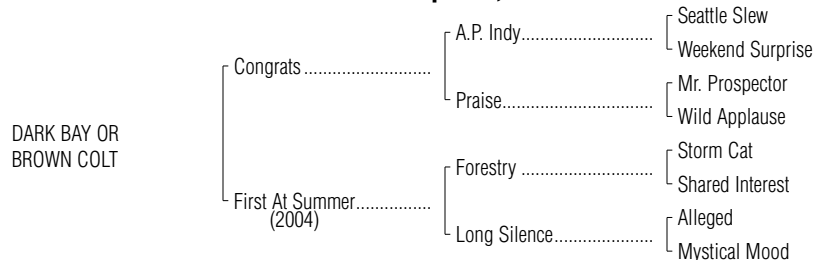 Seattle Slew
A.P. Indy..........................
Weekend Surprise
Congrats ..........................
Mr. Prospector
Praise..............................
Wild Applause
DARK BAY OR
BROWN COLT
Storm Cat
Forestry ..........................
Shared Interest
First At Summer................
(2004)
Alleged
Long Silence.....................
Mystical Mood